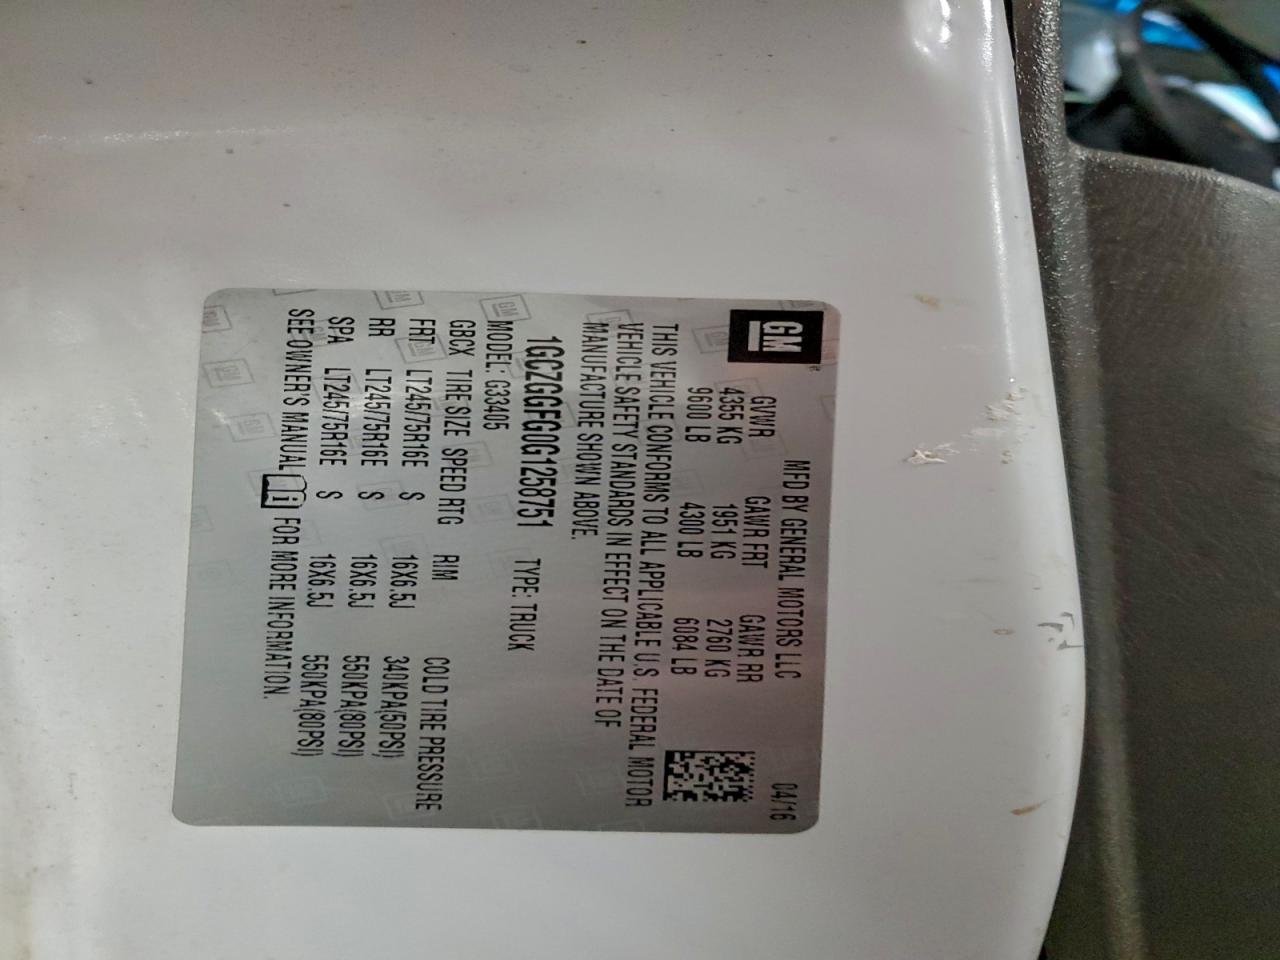 GM
MFD BY GENERAL MOTORS LLC 04/16
GVWR GAWR FRT GAWR RR
4355 KG 1951 KG 2760 KG
9600 LB 4300 LB 6084 LB
THIS VEHICLE CONFORMS TO ALL APPLICABLE U.S. FEDERAL MOTOR
VEHICLE SAFETY STANDARDS IN EFFECT ON THE DATE OF
MANUFACTURE SHOWN ABOVE.
1GCZGGFG0G1258751 TYPE: TRUCK
MODEL: G33405
GBCX TIRE SIZE SPEED RTG RIM COLD TIRE PRESSURE
FRT LT245/75R16E S 16X6.5J 340KPA(50PSI)
RR LT245/75R16E S 16X6.5J 550KPA(80PSI)
SPA LT245/75R16E S 16X6.5J 550KPA(80PSI)
SEE OWNER'S MANUAL FOR MORE INFORMATION.